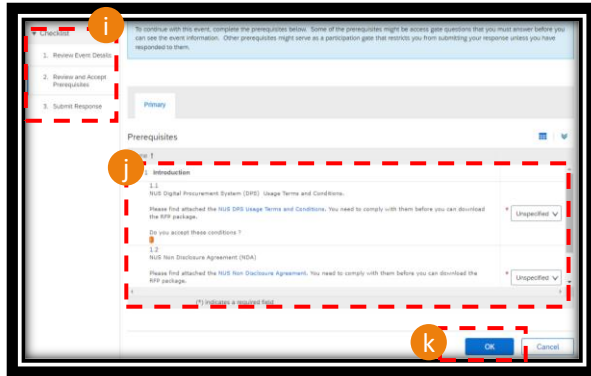 i
Checklist
To continue with this event, complete the prerequisites below. Some of the prerequisites might be access gate questions that you must answer before you
can see the event information. Other prerequisites might serve as a participation gate that restricts you from submitting your response unless you have
responded to them.
1. Review Event Details
2. Review and Accept
Prerequisites
3. Submit Response
Primary
Prerequisites
j
1 Introduction
1.1
NUS Digital Procurement System (DPS) Usage Terms and Conditions.
Please find attached the NUS DPS Usage Terms and Conditions. You need to comply with them before you can download
the RFP package.
* Unspecified
Do you accept these conditions ?
1.2
NUS Non Disclosure Agreement (NDA)
Please find attached the NUS Non Disclosure Agreement. You need to comply with them before you can download the
RFP package.
* Unspecified
(*) indicates a required field
k
OK
Cancel